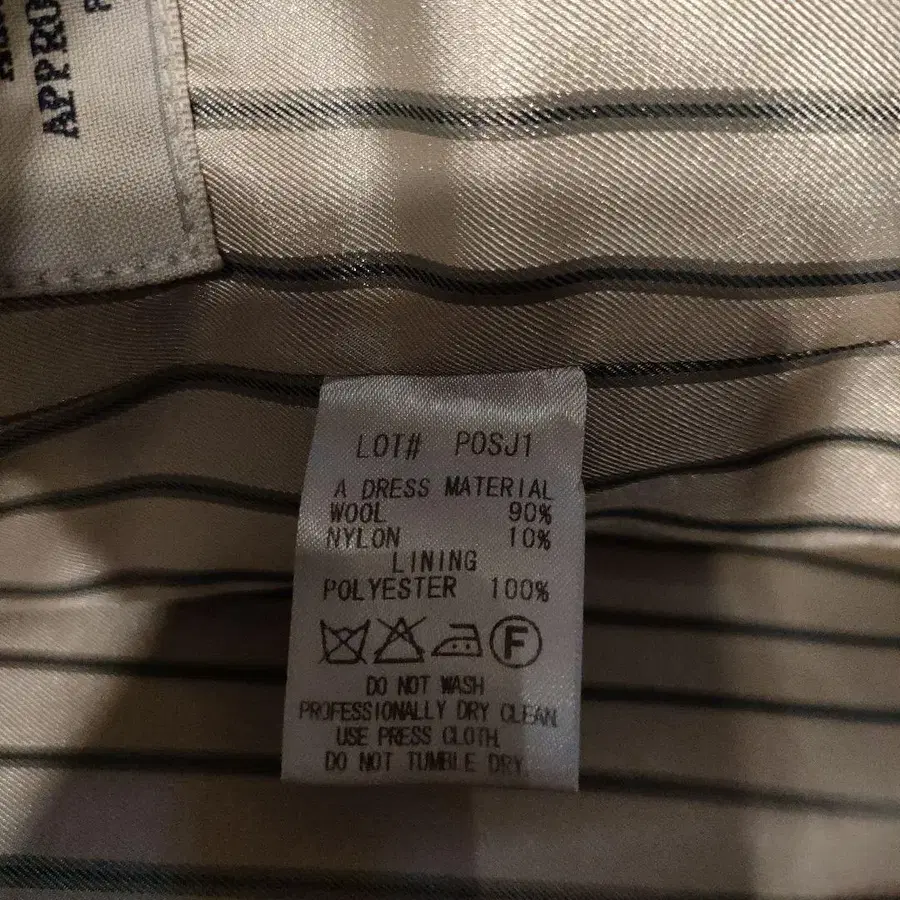 APPRO
LOT# POSJ1
A DRESS MATERIAL
WOOL 90%
NYLON 10%
LINING
POLYESTER 100%
F
DO NOT WASH
PROFESSIONALLY DRY CLEAN
USE PRESS CLOTH
DO NOT TUMBLE DRY